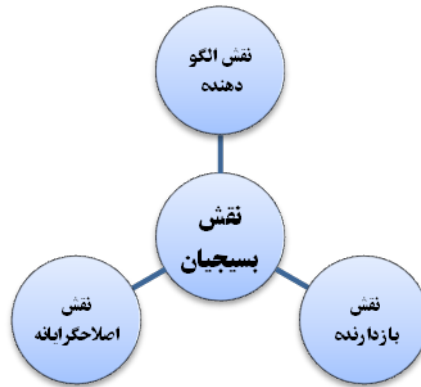 نقش الگو
دهنده
نقش
بسیجیان
نقش
بازدارنده
نقش
اصلاحگرایانه